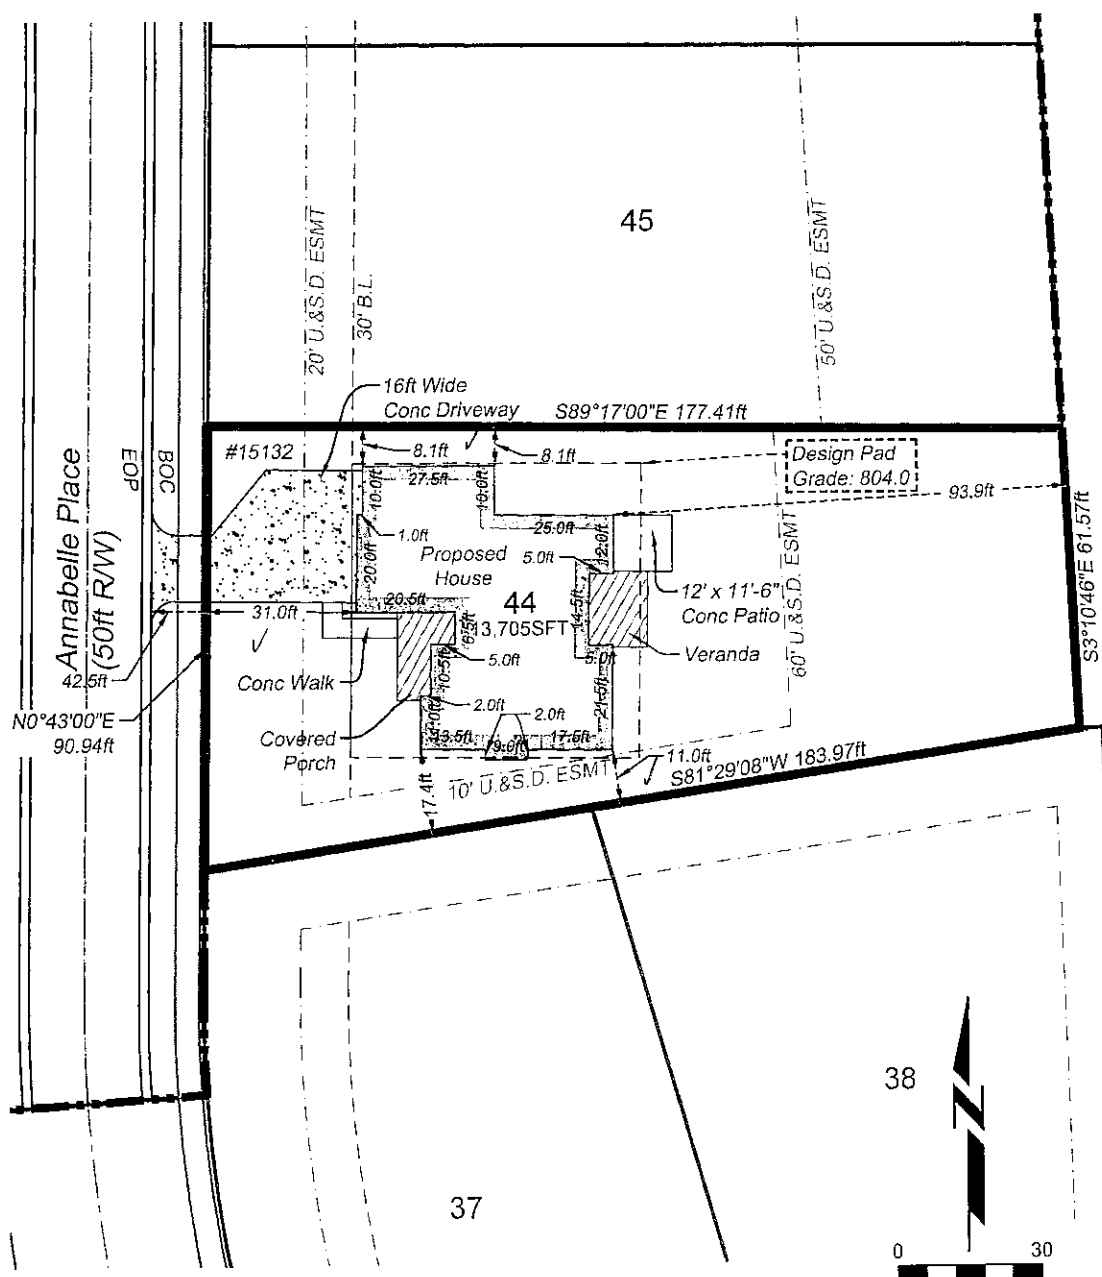 45
20' U.&S.D. ESMT
30' B.L.
50' U.&S.D. ESMT
16ft Wide
Conc Driveway
S89°17'00"E 177.41ft
#15132
8.1ft
8.1ft
Design Pad
Grade: 804.0
BOC
EOP
Annabelle Place
(50ft R/W)
27.5ft
10.0ft
10.0ft
93.9ft
1.0ft
25.0ft
12.0ft
20.0ft
Proposed
House
5.0ft
60' U.&S.D. ESMT
S3°10'46"E 61.57ft
20.5ft
44
13,705SFT
14.5ft
12' x 11'-6"
Conc Patio
31.0ft
6.5ft
5.0ft
5.0ft
Veranda
42.5ft
Conc Walk
10.5ft
21.5ft
N0°43'00"E
90.94ft
2.0ft
2.0ft
Covered
Porch
13.5ft
9.0ft
17.5ft
11.0ft
S81°29'08"W 183.97ft
17.4ft
10' U.&S.D. ESMT
38
37
N
0
30